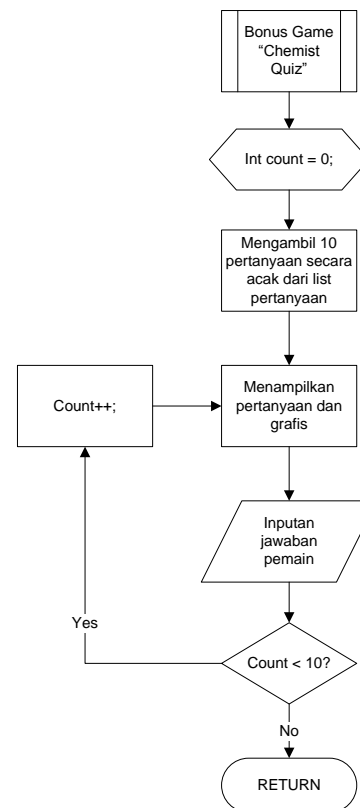 Bonus Game
“Chemist
Quiz”
Int count = 0;
Mengambil 10
pertanyaan secara
acak dari list
pertanyaan
Count++;
Menampilkan
pertanyaan dan
grafis
Inputan
jawaban
pemain
Yes
Count < 10?
No
RETURN